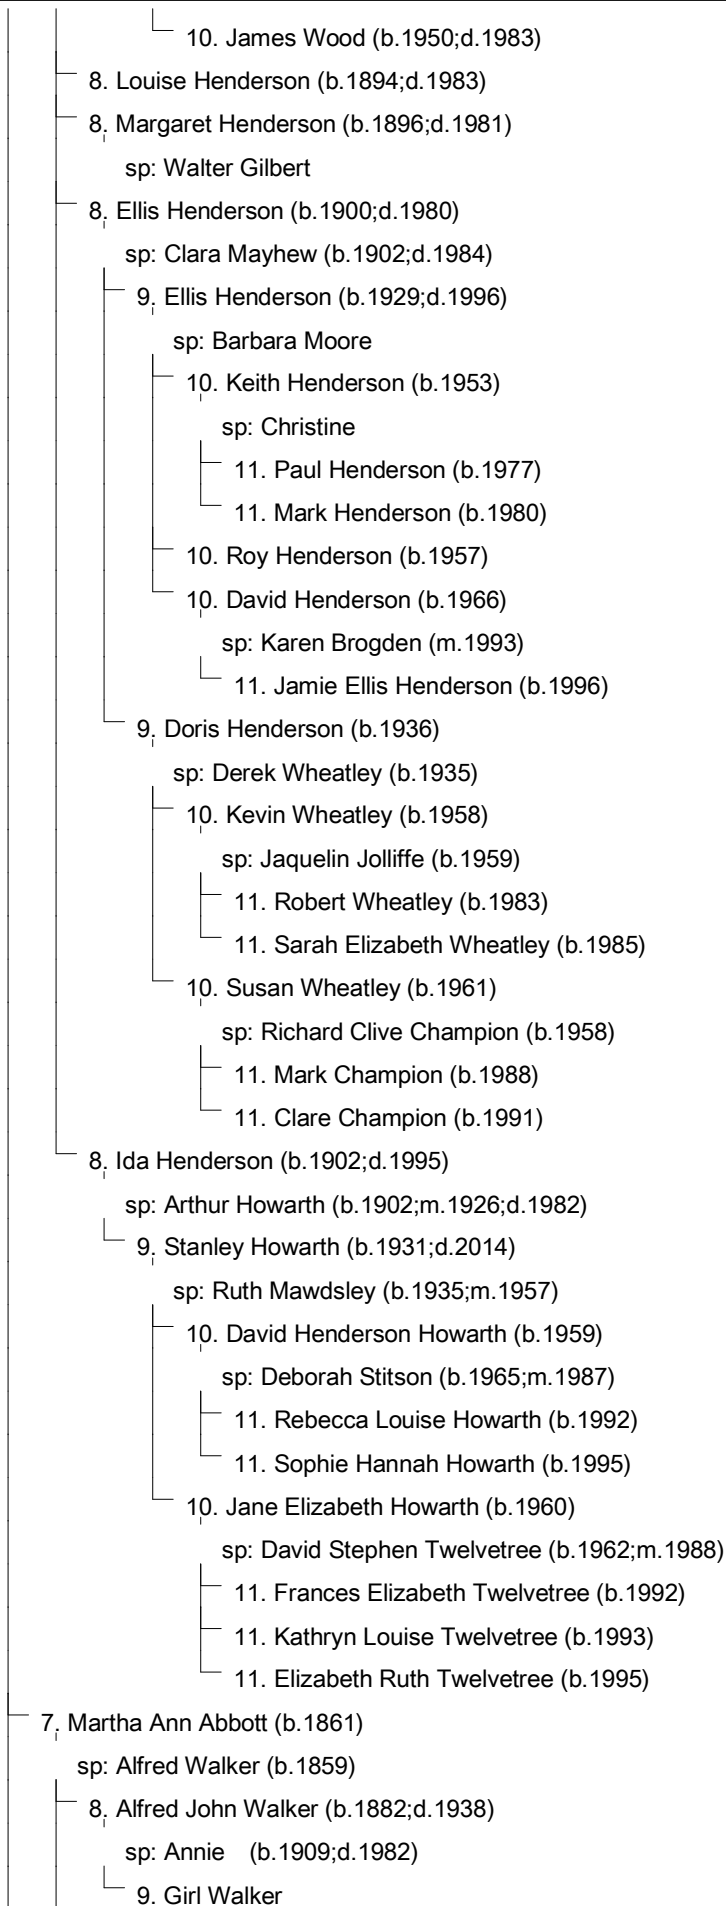 10. James Wood (b.1950;d.1983)
8. Louise Henderson (b.1894;d.1983)
8. Margaret Henderson (b.1896;d.1981)
sp: Walter Gilbert
8. Ellis Henderson (b.1900;d.1980)
sp: Clara Mayhew (b.1902;d.1984)
9. Ellis Henderson (b.1929;d.1996)
sp: Barbara Moore
10. Keith Henderson (b.1953)
sp: Christine
11. Paul Henderson (b.1977)
11. Mark Henderson (b.1980)
10. Roy Henderson (b.1957)
10. David Henderson (b.1966)
sp: Karen Brogden (m.1993)
11. Jamie Ellis Henderson (b.1996)
9. Doris Henderson (b.1936)
sp: Derek Wheatley (b.1935)
10. Kevin Wheatley (b.1958)
sp: Jaquelin Jolliffe (b.1959)
11. Robert Wheatley (b.1983)
11. Sarah Elizabeth Wheatley (b.1985)
10. Susan Wheatley (b.1961)
sp: Richard Clive Champion (b.1958)
11. Mark Champion (b.1988)
11. Clare Champion (b.1991)
8. Ida Henderson (b.1902;d.1995)
sp: Arthur Howarth (b.1902;m.1926;d.1982)
9. Stanley Howarth (b.1931;d.2014)
sp: Ruth Mawdsley (b.1935;m.1957)
10. David Henderson Howarth (b.1959)
sp: Deborah Stitson (b.1965;m.1987)
11. Rebecca Louise Howarth (b.1992)
11. Sophie Hannah Howarth (b.1995)
10. Jane Elizabeth Howarth (b.1960)
sp: David Stephen Twelvetree (b.1962;m.1988)
11. Frances Elizabeth Twelvetree (b.1992)
11. Kathryn Louise Twelvetree (b.1993)
11. Elizabeth Ruth Twelvetree (b.1995)
7. Martha Ann Abbott (b.1861)
sp: Alfred Walker (b.1859)
8. Alfred John Walker (b.1882;d.1938)
sp: Annie (b.1909;d.1982)
9. Girl Walker